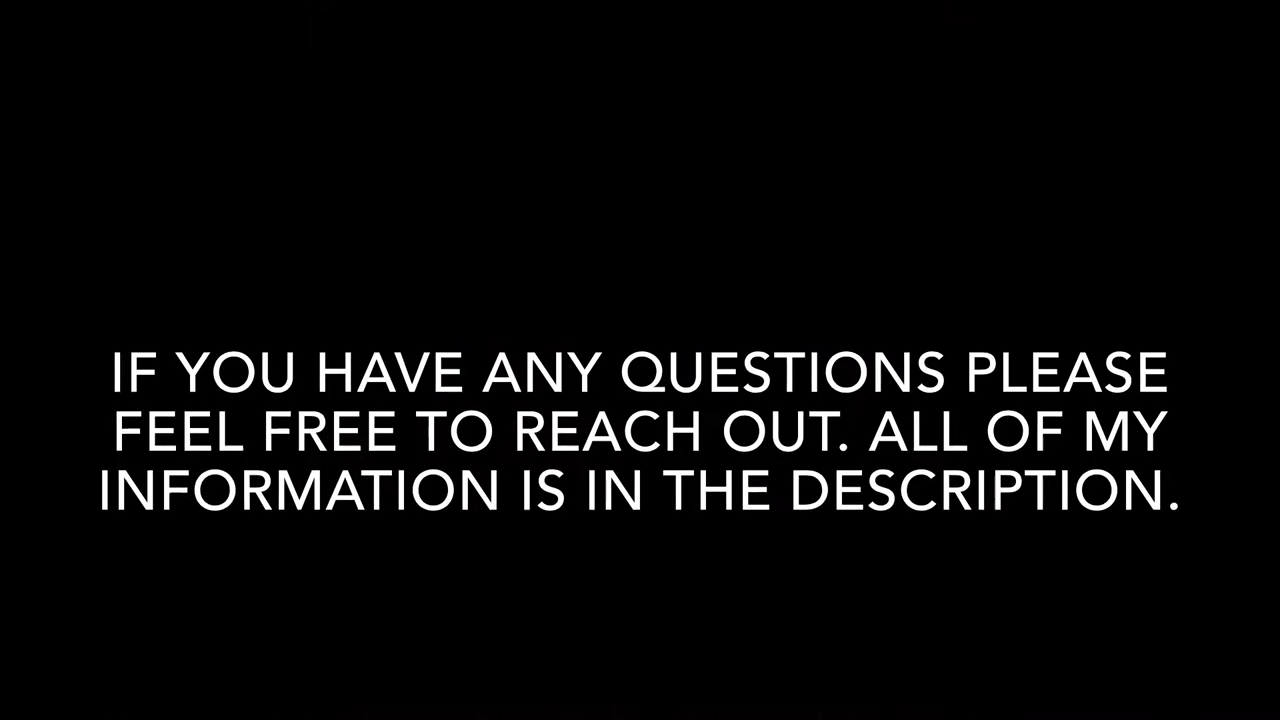 IF YOU HAVE ANY QUESTIONS PLEASE
FEEL FREE TO REACH OUT. ALL OF MY
INFORMATION IS IN THE DESCRIPTION.